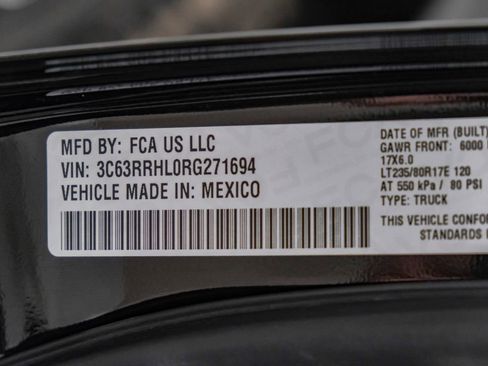 MFD BY: FCA US LLC
VIN: 3C63RRHL0RG271694
VEHICLE MADE IN: MEXICO
DATE OF MFR (BUILT)
GAWR FRONT: 6000
17X6.0
LT235/80R17E 120
AT 550 kPa / 80 PSI
TYPE: TRUCK
THIS VEHICLE CONFOR
STANDARDS